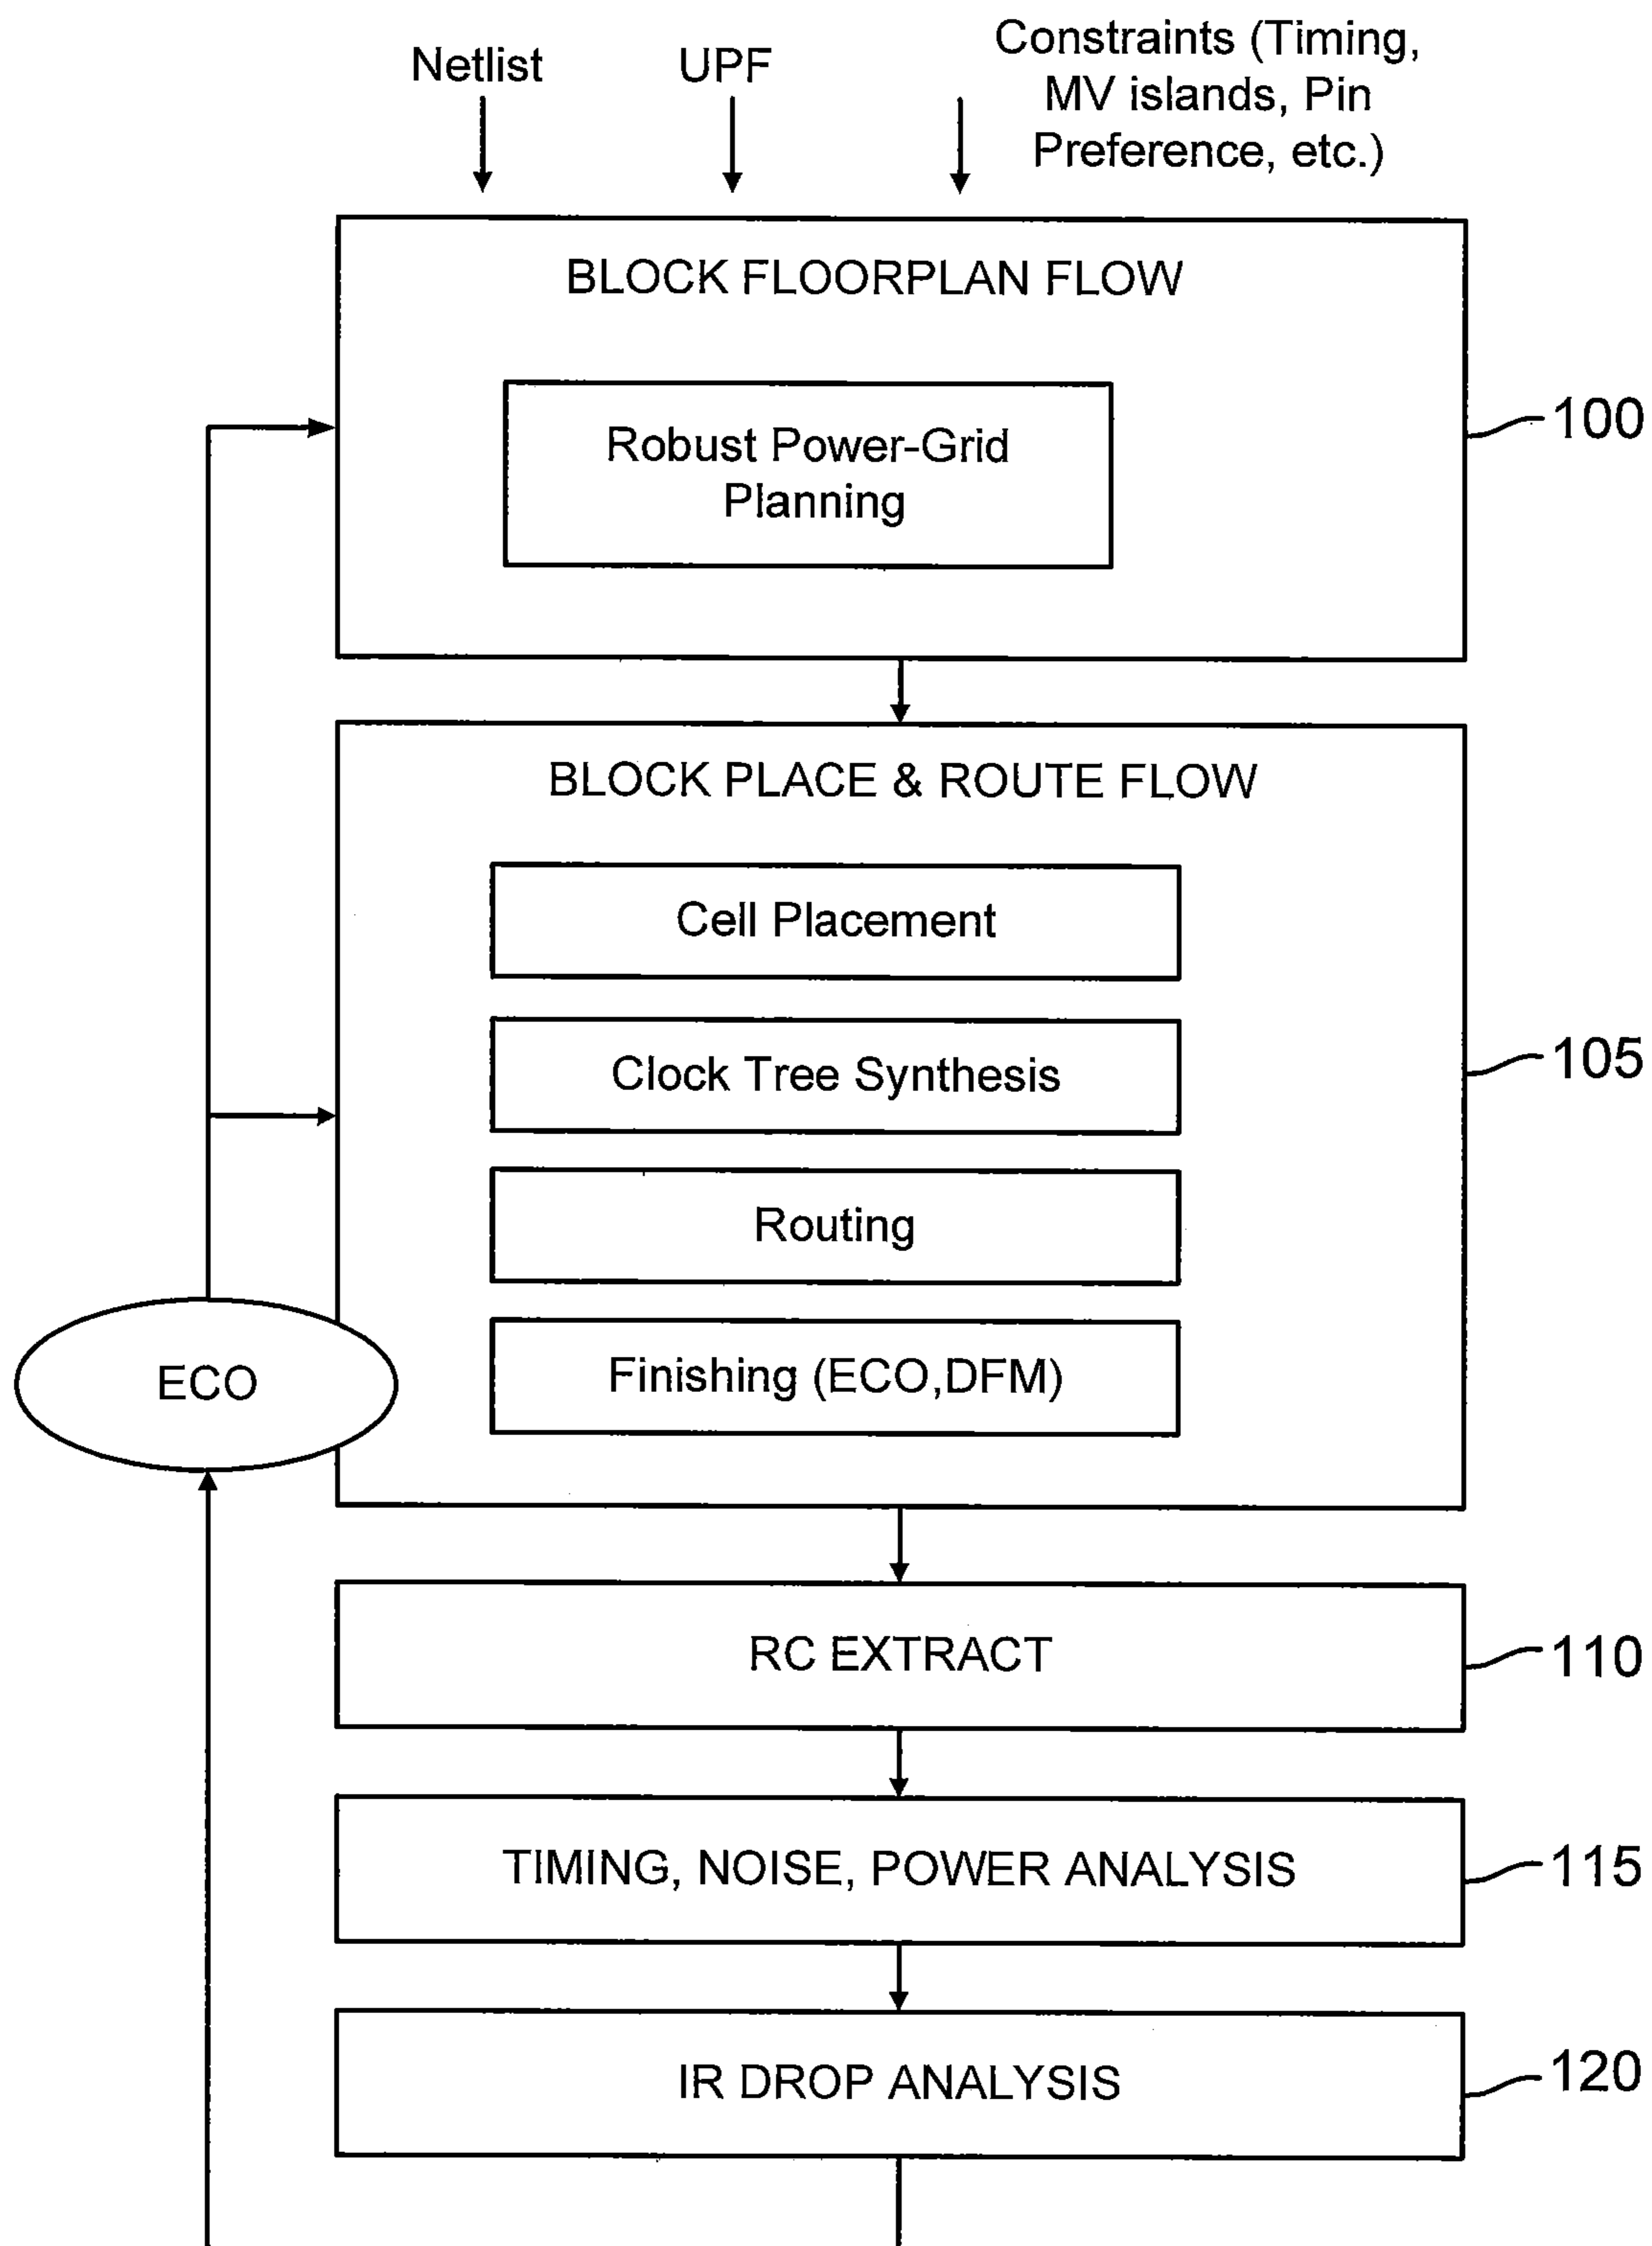 Netlist
UPF
Constraints (Timing,
MV islands, Pin
Preference, etc.)
BLOCK FLOORPLAN FLOW
Robust Power-Grid
Planning
100
BLOCK PLACE & ROUTE FLOW
Cell Placement
Clock Tree Synthesis
105
Routing
Finishing (ECO,DFM)
ECO
RC EXTRACT
110
TIMING, NOISE, POWER ANALYSIS
115
IR DROP ANALYSIS
120